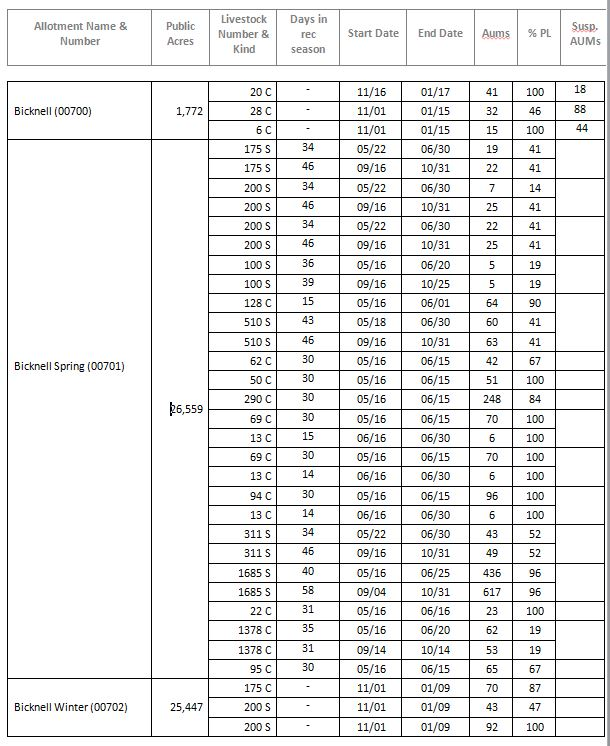 Allotment Name & Number | Public Acres | Livestock Number & Kind | Days in rec season | Start Date | End Date | Aums | % PL | Susp. AUMs
Bicknell (00700) | 1,772 | 20 C | - | 11/16 | 01/17 | 41 | 100 | 18
28 C | - | 11/01 | 01/15 | 32 | 46 | 88
6 C | - | 11/01 | 01/15 | 15 | 100 | 44
Bicknell Spring (00701) | 26,559 | 175 S | 34 | 05/22 | 06/30 | 19 | 41
175 S | 46 | 09/16 | 10/31 | 22 | 41
200 S | 34 | 05/22 | 06/30 | 7 | 14
200 S | 46 | 09/16 | 10/31 | 25 | 41
200 S | 34 | 05/22 | 06/30 | 22 | 41
200 S | 46 | 09/16 | 10/31 | 25 | 41
100 S | 36 | 05/16 | 06/20 | 5 | 19
100 S | 39 | 09/16 | 10/25 | 5 | 19
128 C | 15 | 05/16 | 06/01 | 64 | 90
510 S | 43 | 05/18 | 06/30 | 60 | 41
510 S | 46 | 09/16 | 10/31 | 63 | 41
62 C | 30 | 05/16 | 06/15 | 42 | 67
50 C | 30 | 05/16 | 06/15 | 51 | 100
290 C | 30 | 05/16 | 06/15 | 248 | 84
69 C | 30 | 05/16 | 06/15 | 70 | 100
13 C | 15 | 06/16 | 06/30 | 6 | 100
69 C | 30 | 05/16 | 06/15 | 70 | 100
13 C | 14 | 06/16 | 06/30 | 6 | 100
94 C | 30 | 05/16 | 06/15 | 96 | 100
13 C | 14 | 06/16 | 06/30 | 6 | 100
311 S | 34 | 05/22 | 06/30 | 43 | 52
311 S | 46 | 09/16 | 10/31 | 49 | 52
1685 S | 40 | 05/16 | 06/25 | 436 | 96
1685 S | 58 | 09/04 | 10/31 | 617 | 96
22 C | 31 | 05/16 | 06/16 | 23 | 100
1378 C | 35 | 05/16 | 06/20 | 62 | 19
1378 C | 31 | 09/14 | 10/14 | 53 | 19
95 C | 30 | 05/16 | 06/15 | 65 | 67
Bicknell Winter (00702) | 25,447 | 175 C | - | 11/01 | 01/09 | 70 | 87
200 S | - | 11/01 | 01/09 | 43 | 47
200 S | - | 11/01 | 01/09 | 92 | 100